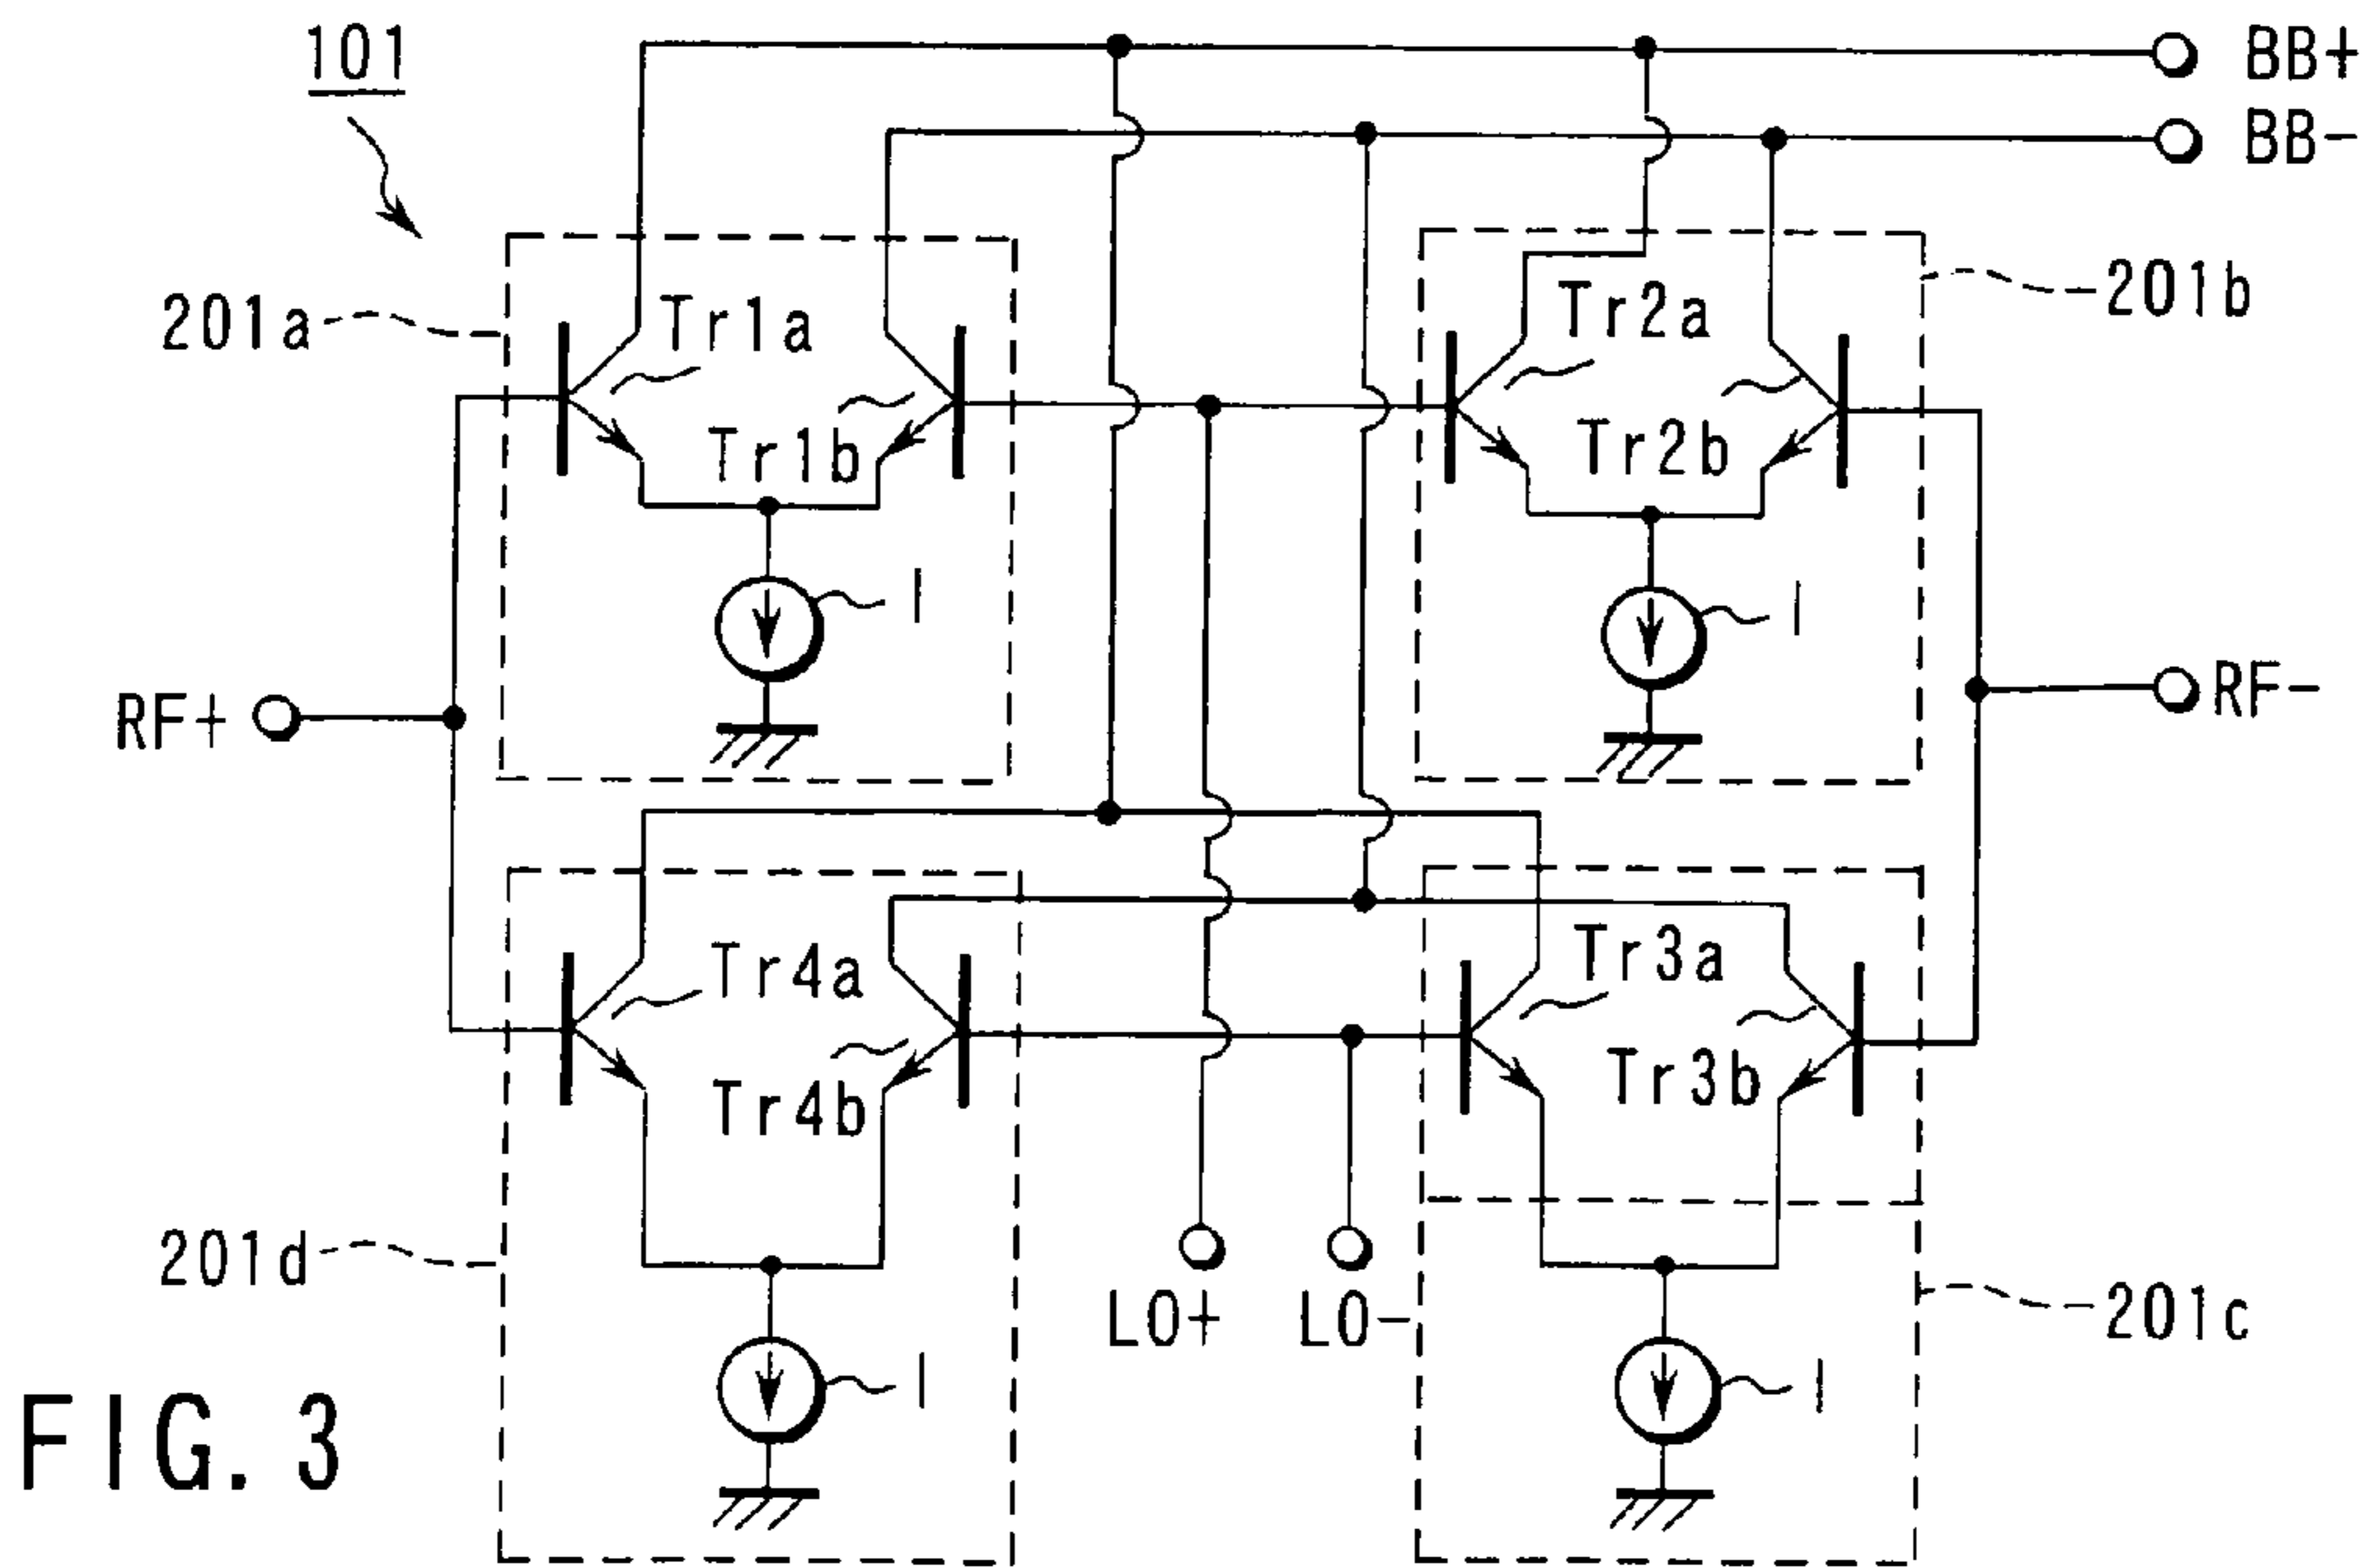 101
BB+
BB-
201a
Tr1a
Tr1b
Tr2a
Tr2b
201b
I
I
RF+
RF-
Tr4a
Tr4b
Tr3a
Tr3b
201d
LO+
LO-
201c
I
I
FIG. 3